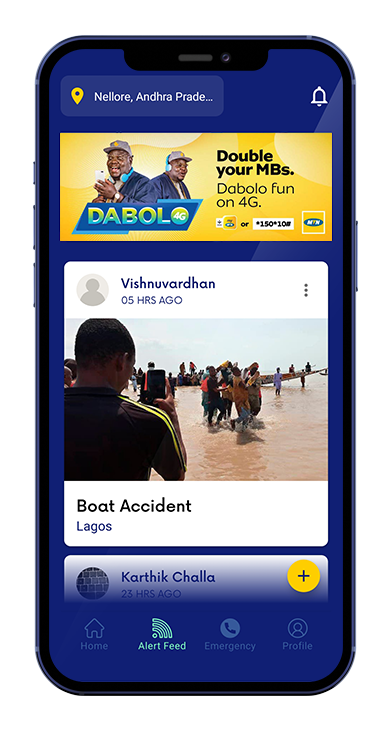 Nellore, Andhra Prade...
Double
your MBs.
Dabolo fun
on 4G.
DABOLO 4G
or *150*10#
MTN
Vishnuvardhan
05 HRS AGO
Boat Accident
Lagos
Karthik Challa
23 HRS AGO
+
Home Alert Feed Emergency Profile